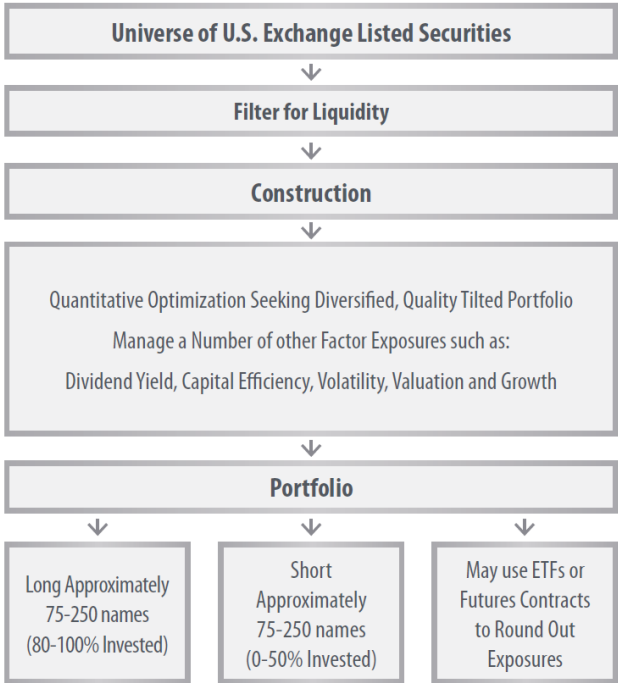 Universe of U.S. Exchange Listed Securities
Filter for Liquidity
Construction
Quantitative Optimization Seeking Diversified, Quality Tilted Portfolio
Manage a Number of other Factor Exposures such as:
Dividend Yield, Capital Efficiency, Volatility, Valuation and Growth
Portfolio
Long Approximately
75-250 names
(80-100% Invested)
Short
Approximately
75-250 names
(0-50% Invested)
May use ETFs or
Futures Contracts
to Round Out
Exposures